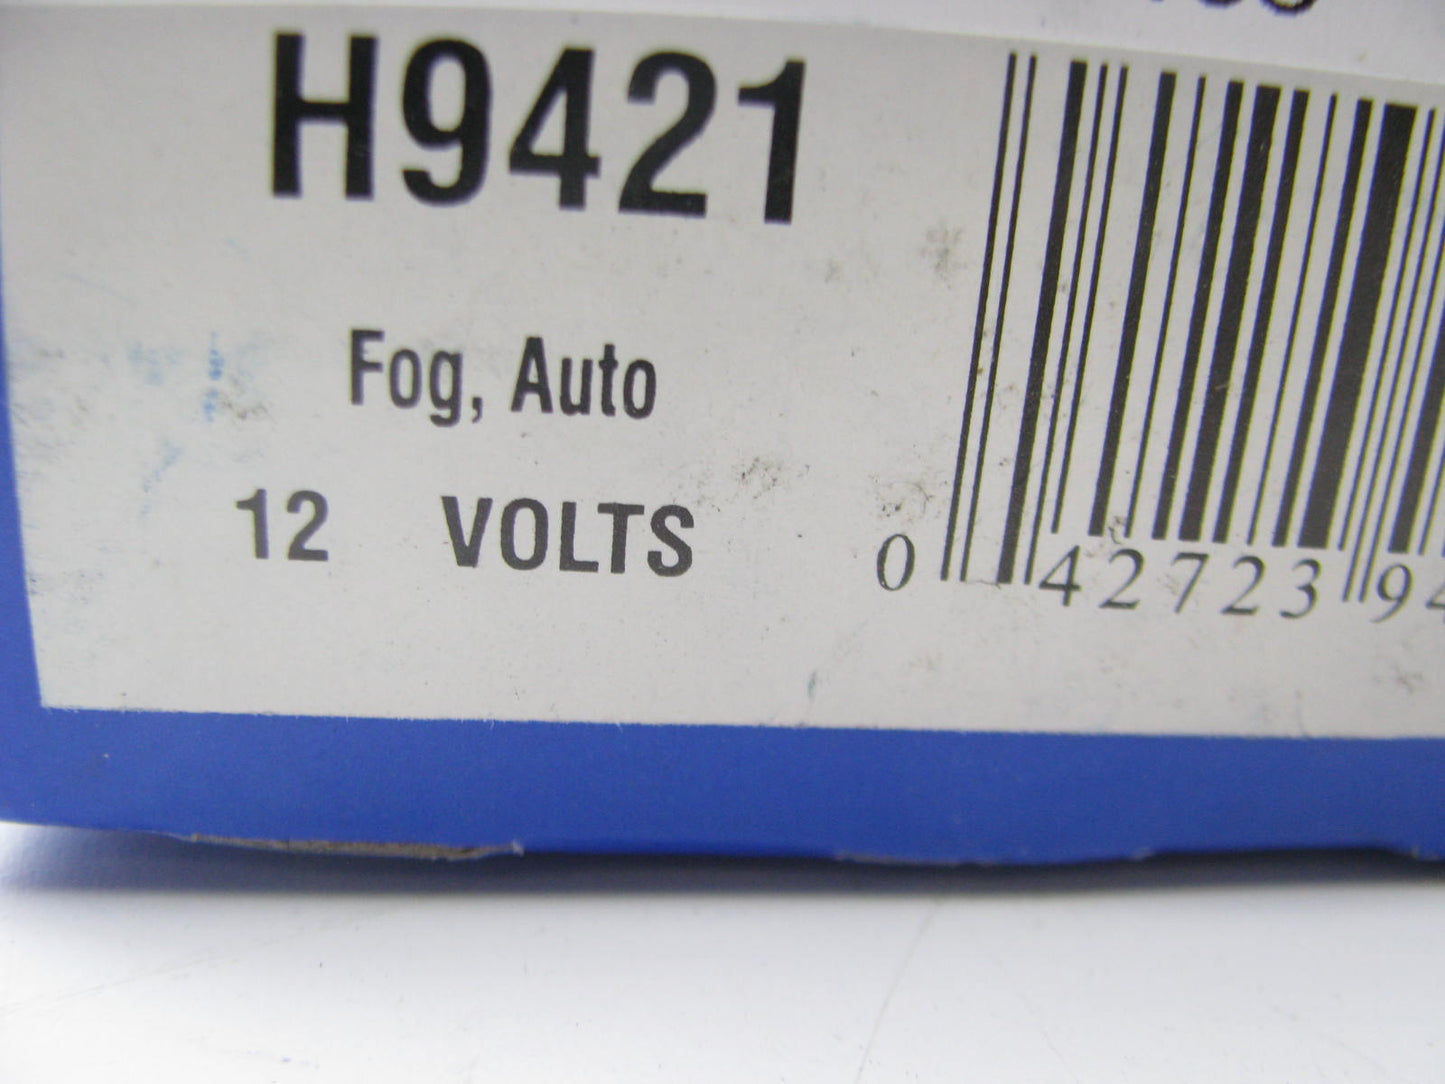 H9421
Fog, Auto
12 VOLTS
0 42723 94